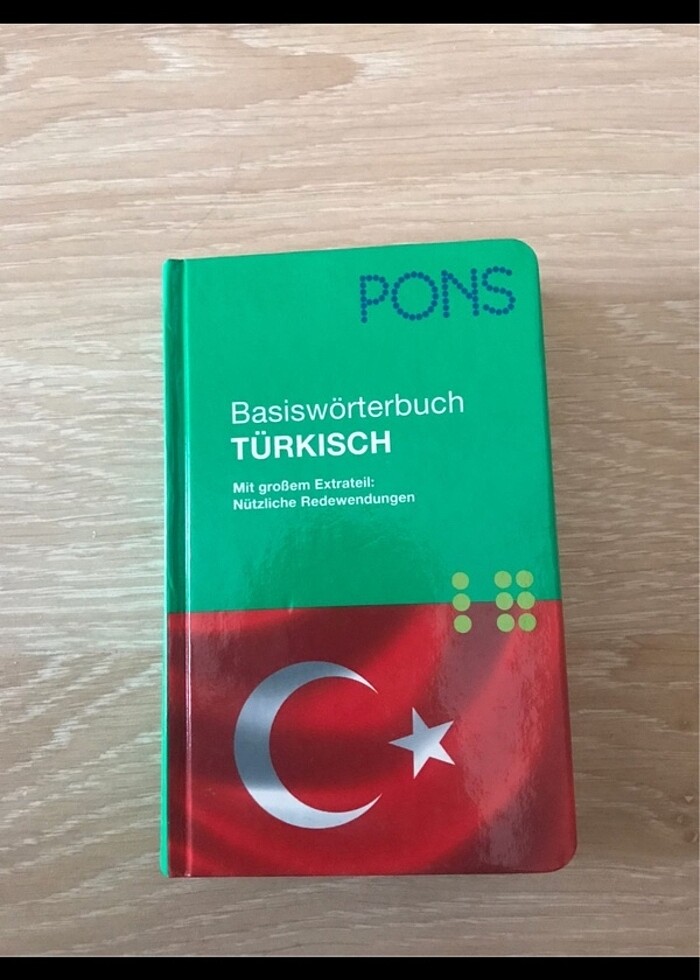 PONS
Basiswörterbuch
TÜRKISCH
Mit großem Extrateil:
Nützliche Redewendungen